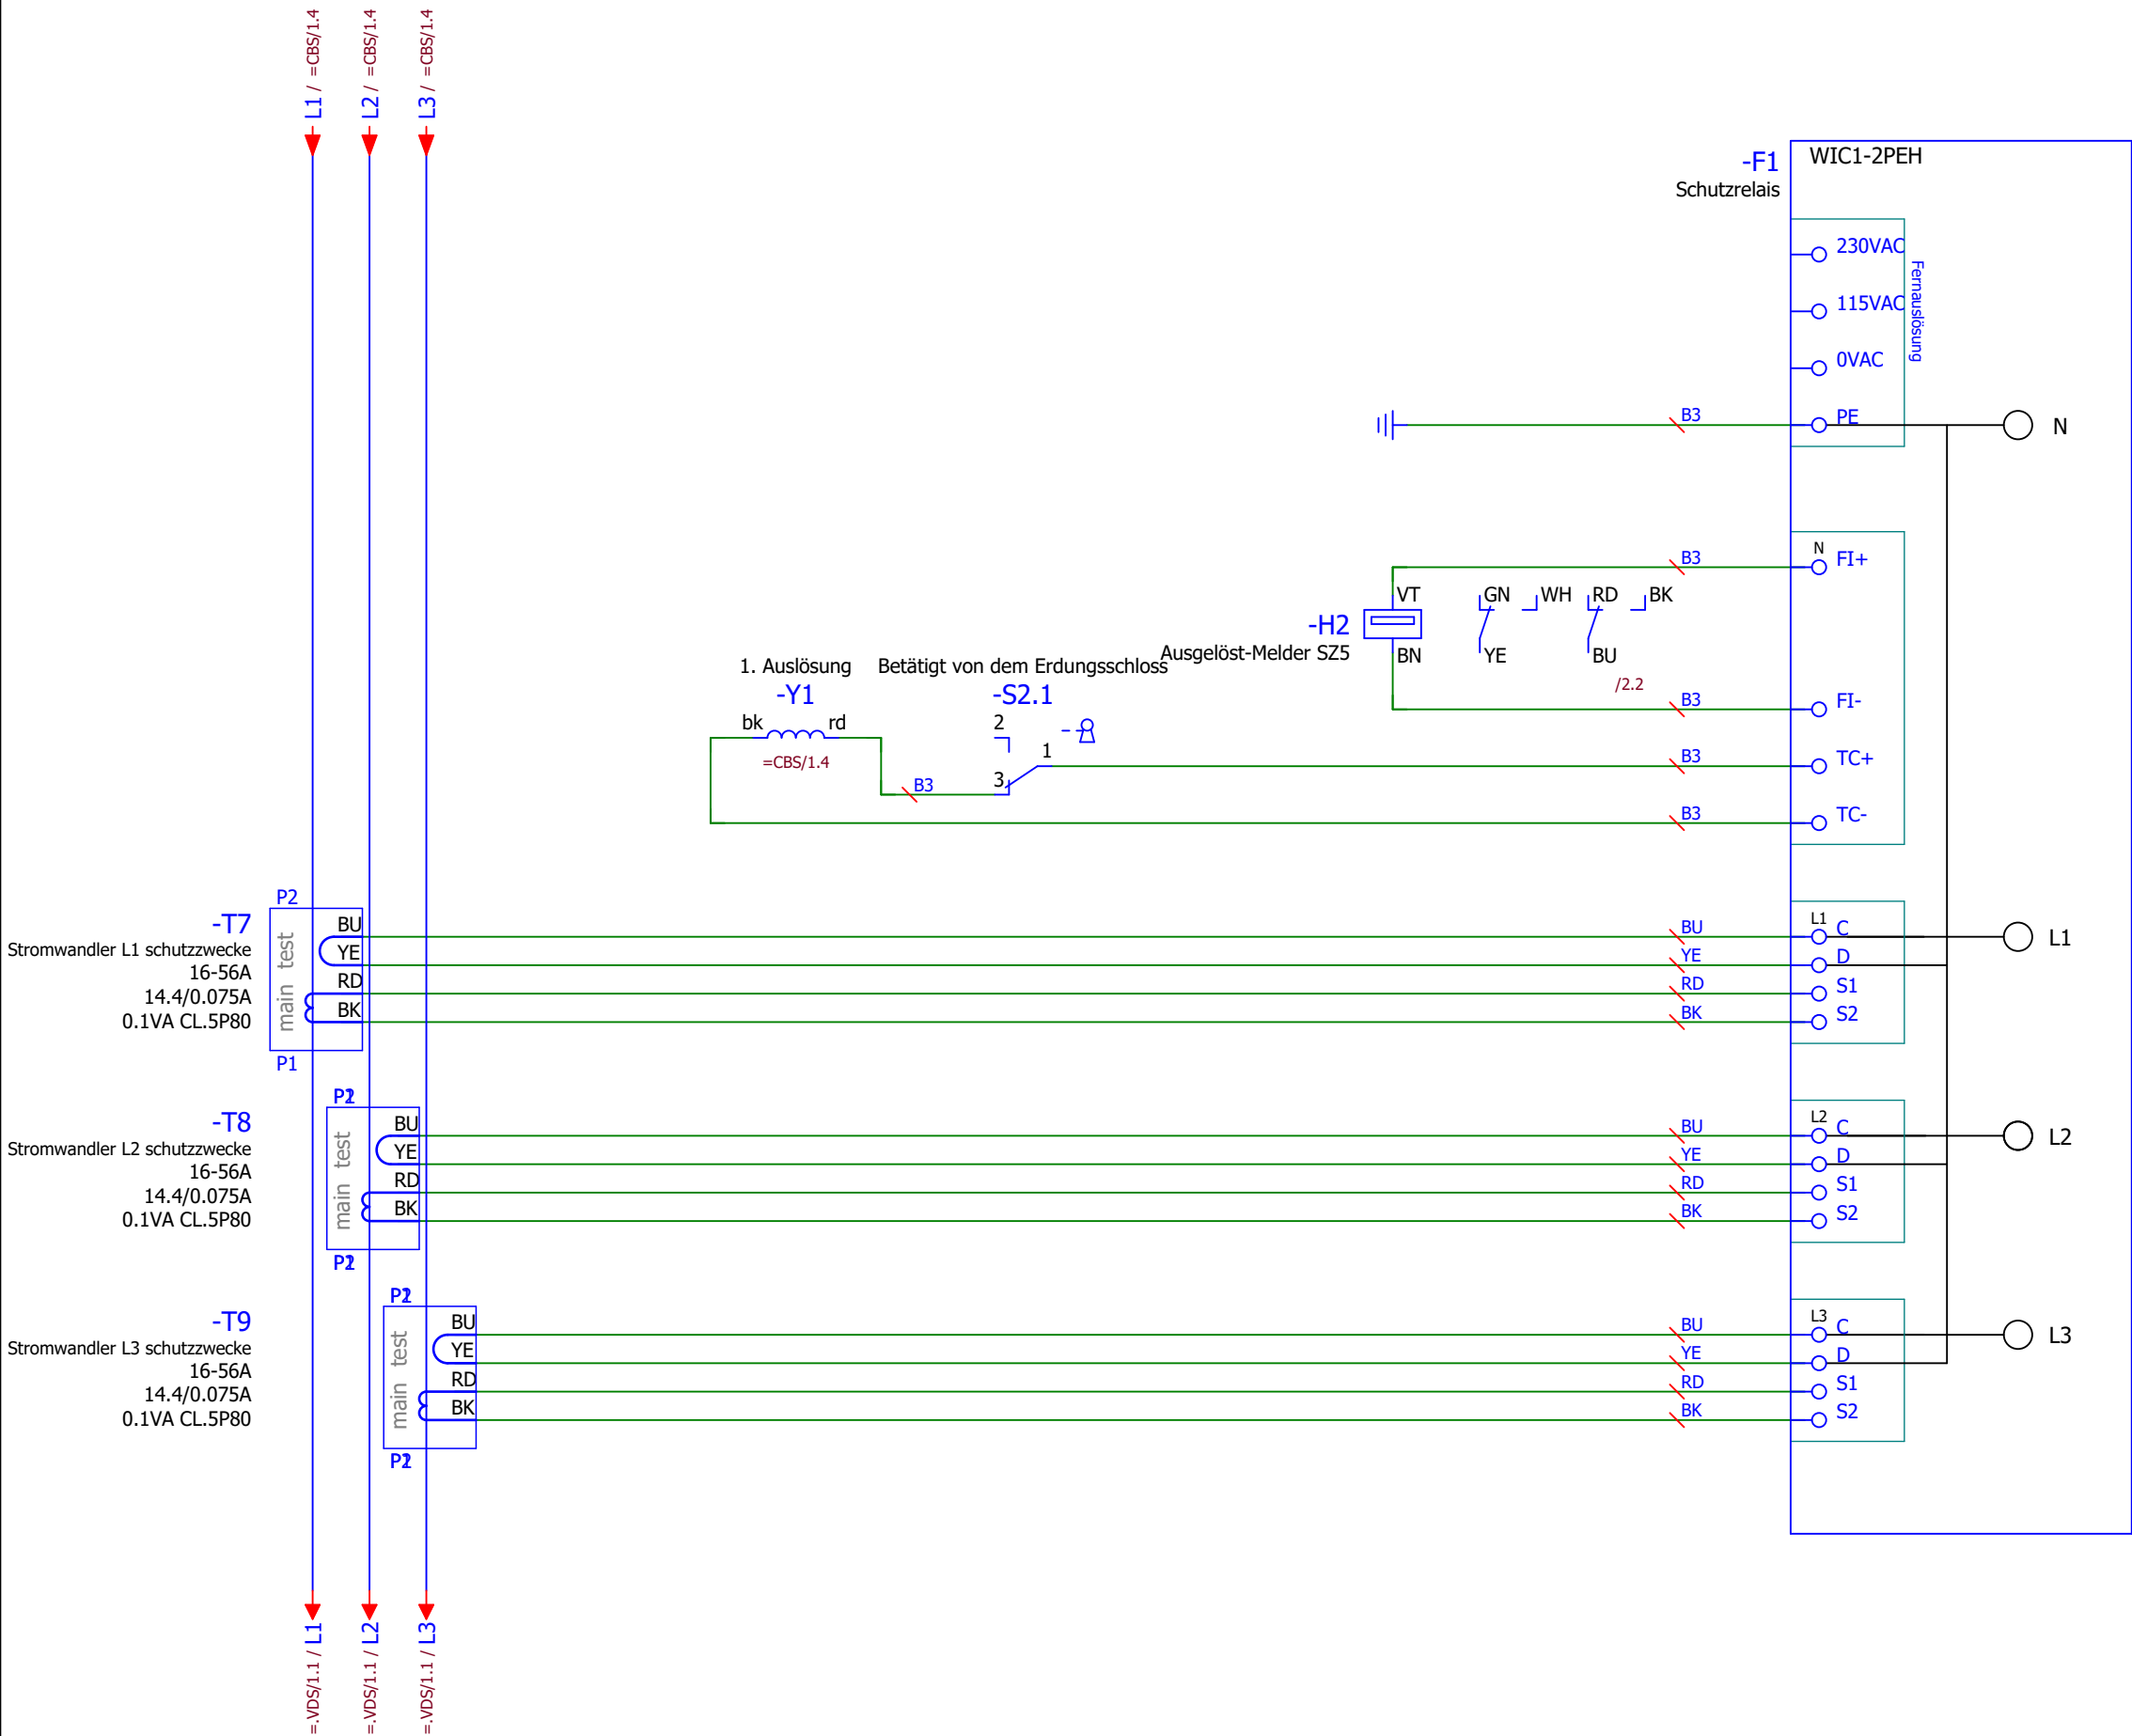 L1 / =CBS/1.4
L2 / =CBS/1.4
L3 / =CBS/1.4
-F1
Schutzrelais
WIC1-2PEH
230VAC
115VAC
0VAC
PE
Fernauslösung
B3
N
N
FI+
B3
VT
GN
WH
RD
BK
-H2
Ausgelöst-Melder SZ5
BN
YE
BU
/2.2
B3
FI-
1. Auslösung
Betätigt von dem Erdungsschloss
-Y1
-S2.1
bk
rd
=CBS/1.4
2
1
3
B3
B3
TC+
B3
TC-
P2
-T7
Stromwandler L1 schutzzwecke
16-56A
14.4/0.075A
0.1VA CL.5P80
main test
BU
YE
RD
BK
P1
BU
YE
RD
BK
L1
C
D
S1
S2
L1
-T8
Stromwandler L2 schutzzwecke
16-56A
14.4/0.075A
0.1VA CL.5P80
main test
BU
YE
RD
BK
BU
YE
RD
BK
L2
C
D
S1
S2
L2
-T9
Stromwandler L3 schutzzwecke
16-56A
14.4/0.075A
0.1VA CL.5P80
main test
BU
YE
RD
BK
BU
YE
RD
BK
L3
C
D
S1
S2
L3
=.VDS/1.1 / L1
=.VDS/1.1 / L2
=.VDS/1.1 / L3